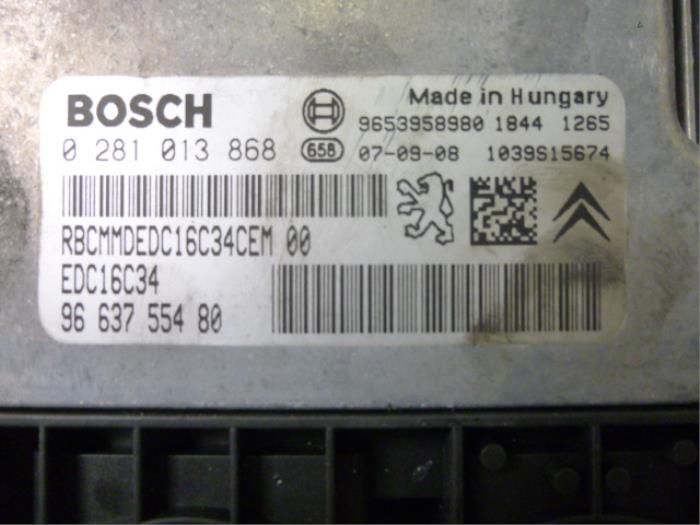 BOSCH
Made in Hungary
9653958980 1844 1265
0 281 013 868
658
07-09-08 1039S15674
RBCMMDEDC16C34CEM 00
EDC16C34
96 637 554 80